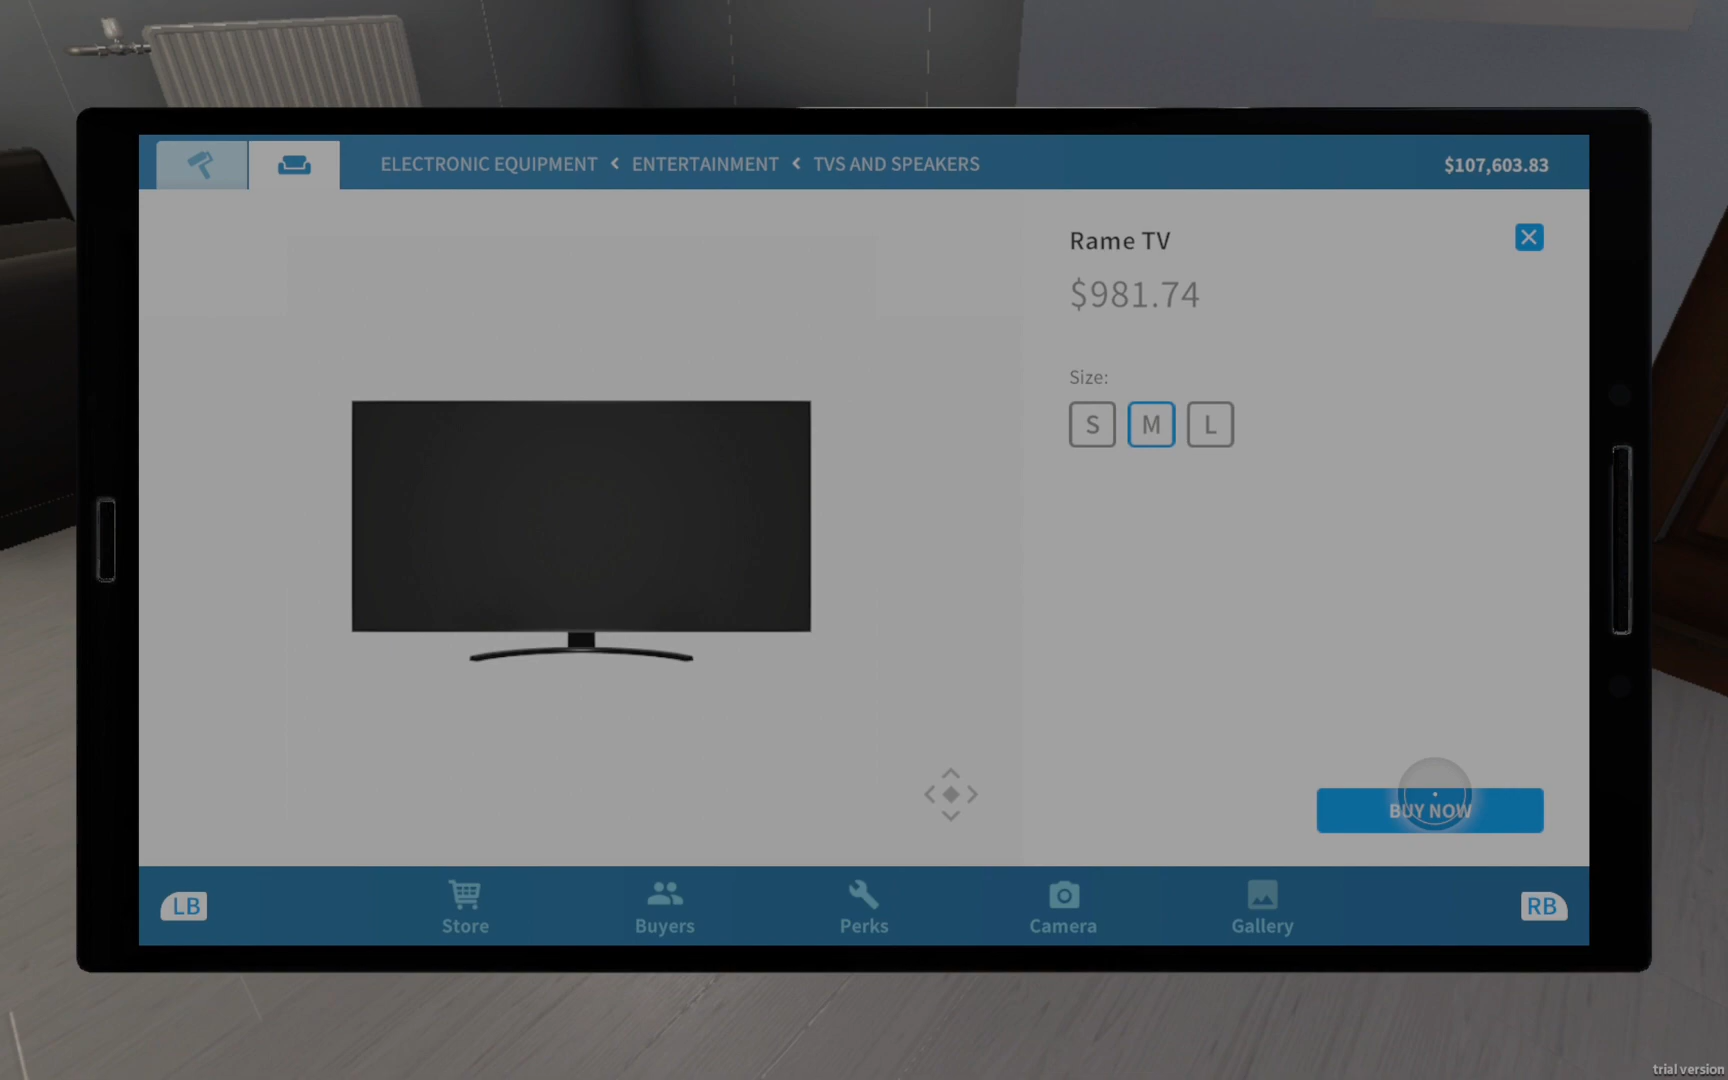 ELECTRONIC EQUIPMENT < ENTERTAINMENT < TVS AND SPEAKERS
$107,603.83
Rame TV
$981.74
Size:
S M L
BUY NOW
LB
Store
Buyers
Perks
Camera
Gallery
RB
trial version